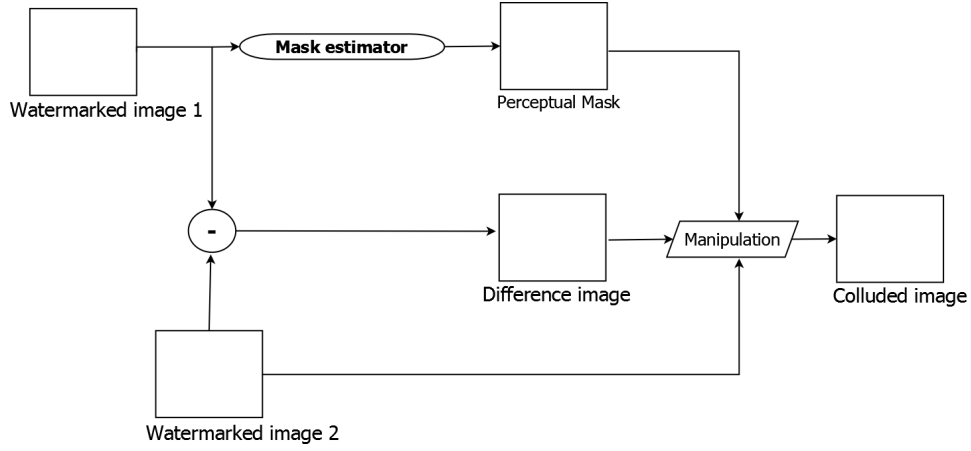 Mask estimator
Watermarked image 1
Perceptual Mask
-
Manipulation
Difference image
Colluded image
Watermarked image 2